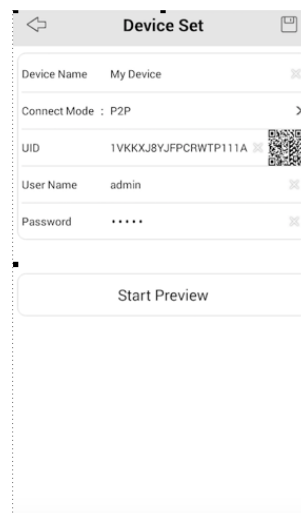 Device Set
Device Name My Device
Connect Mode : P2P
UID 1VKKXJ8YJFPCRWTP111A
User Name admin
Password •••••
Start Preview